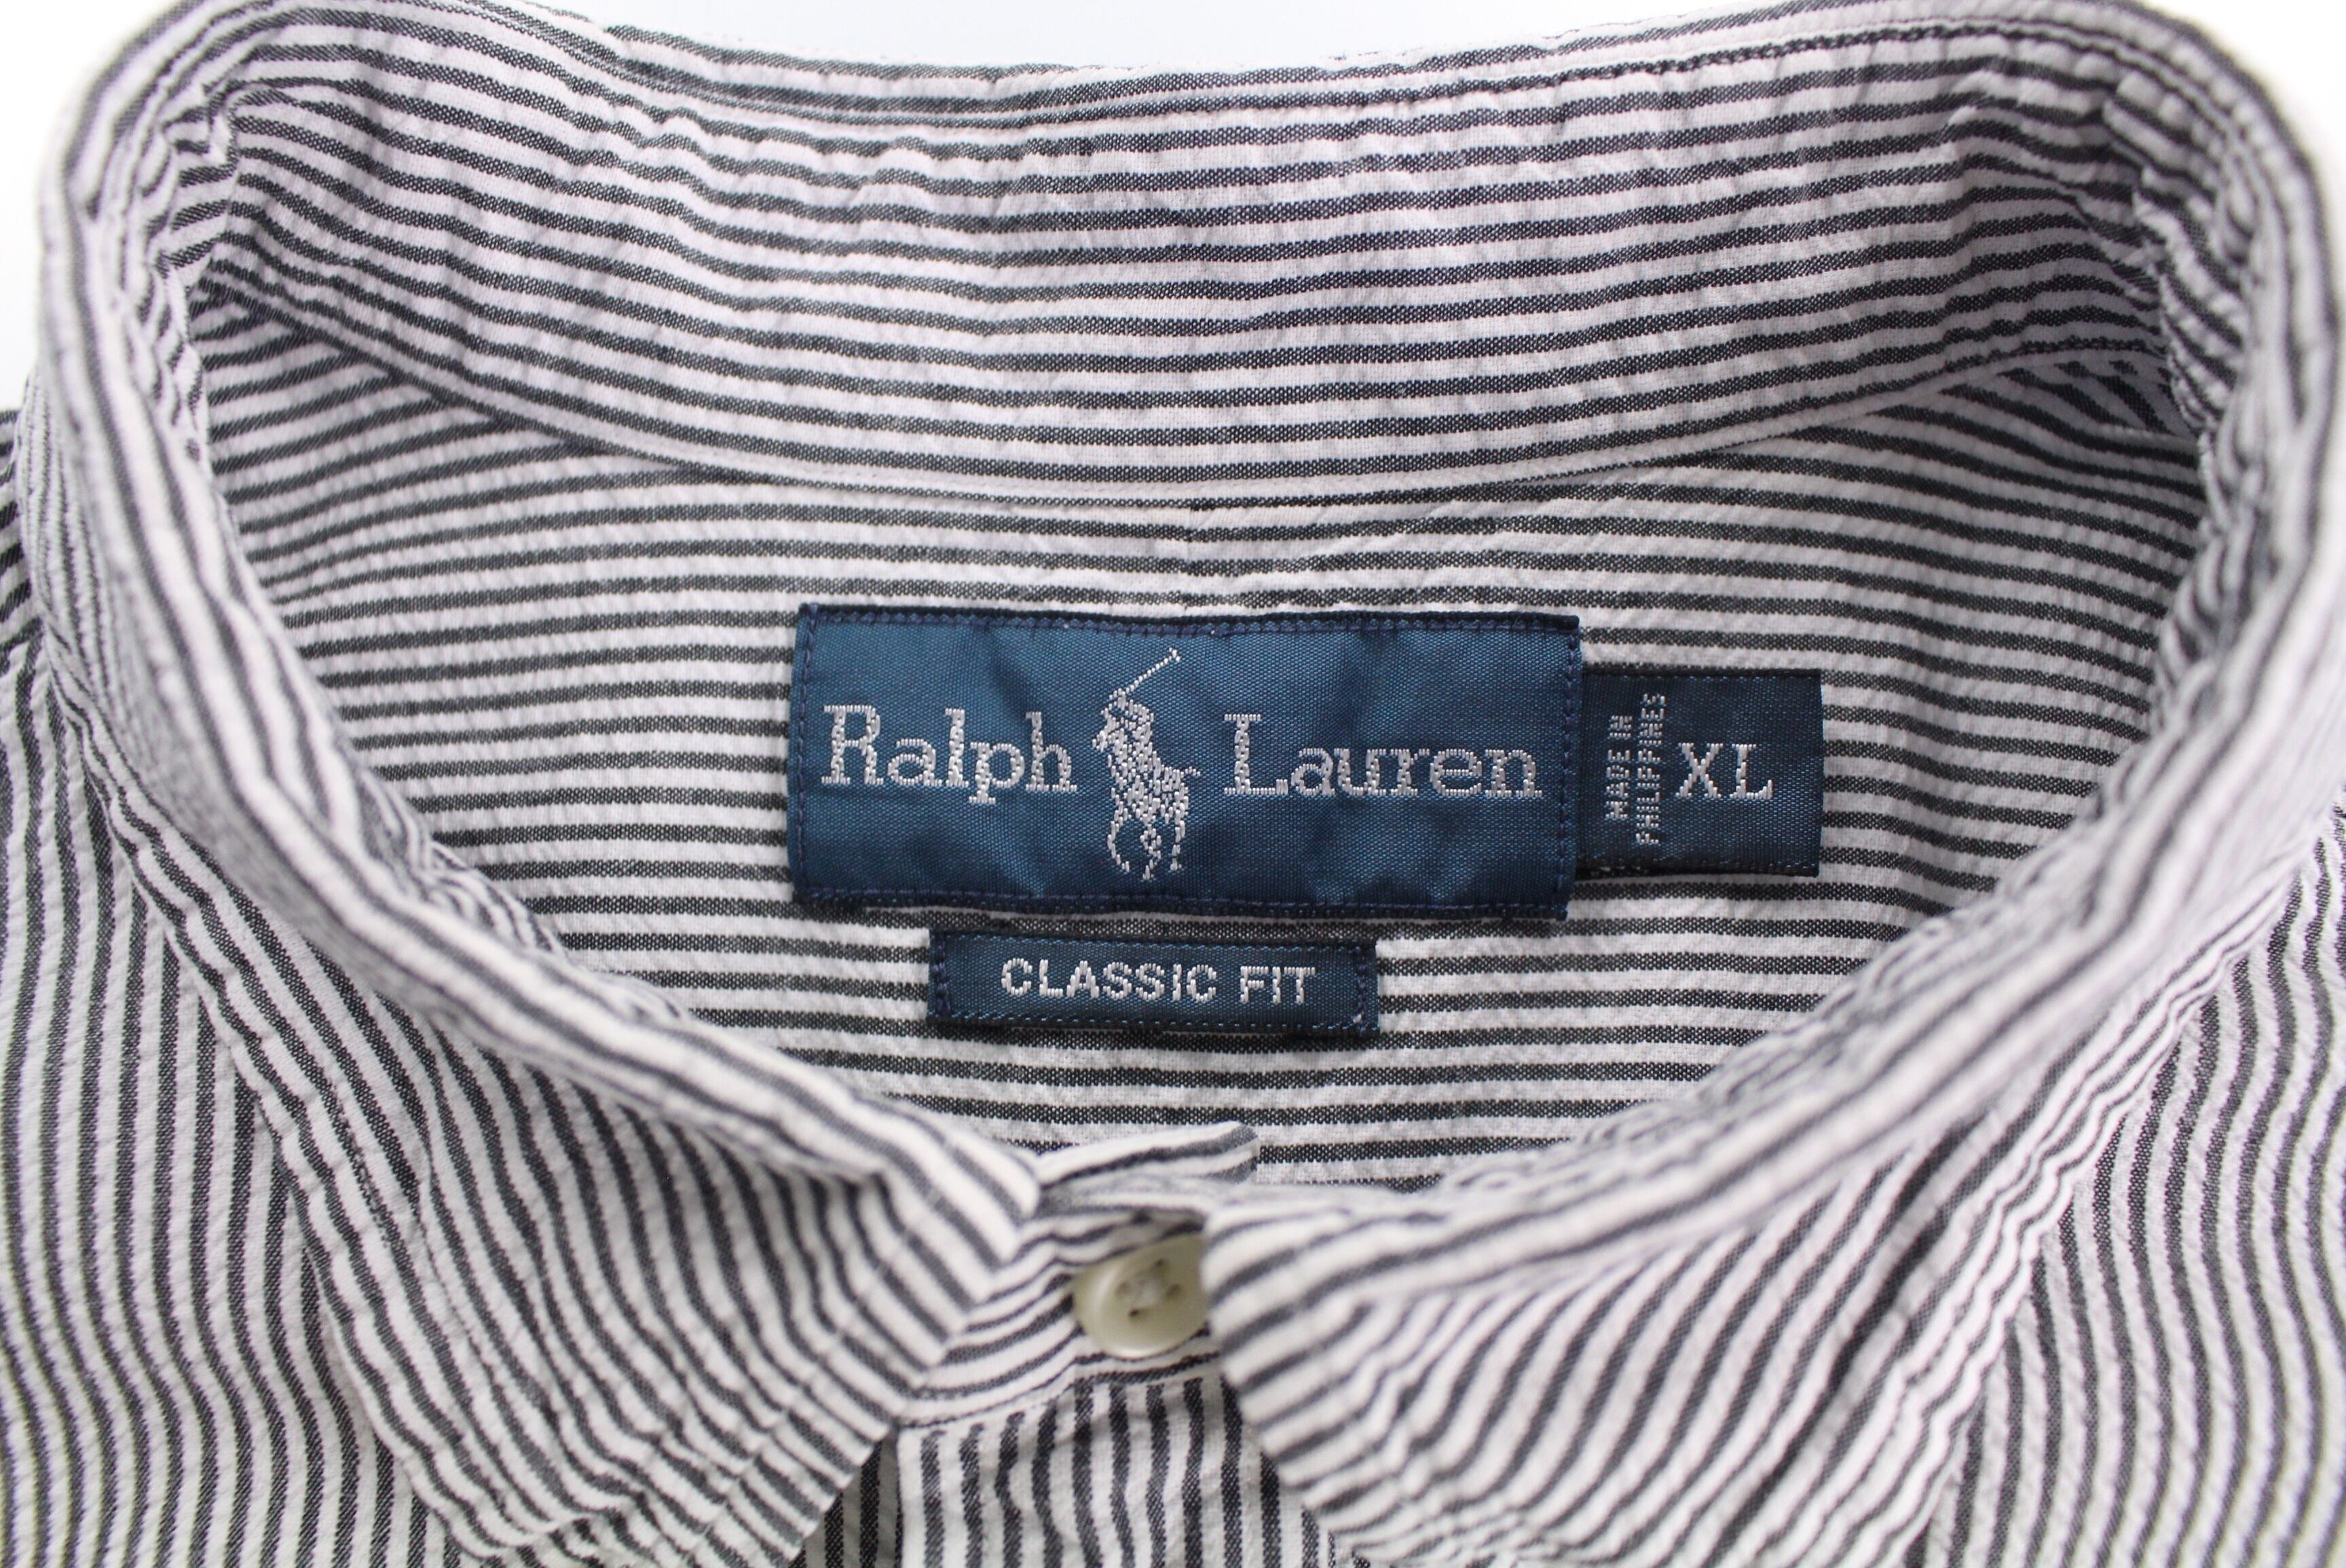 Ralph Lauren
MADE IN
PHILIPPINES
XL
CLASSIC FIT